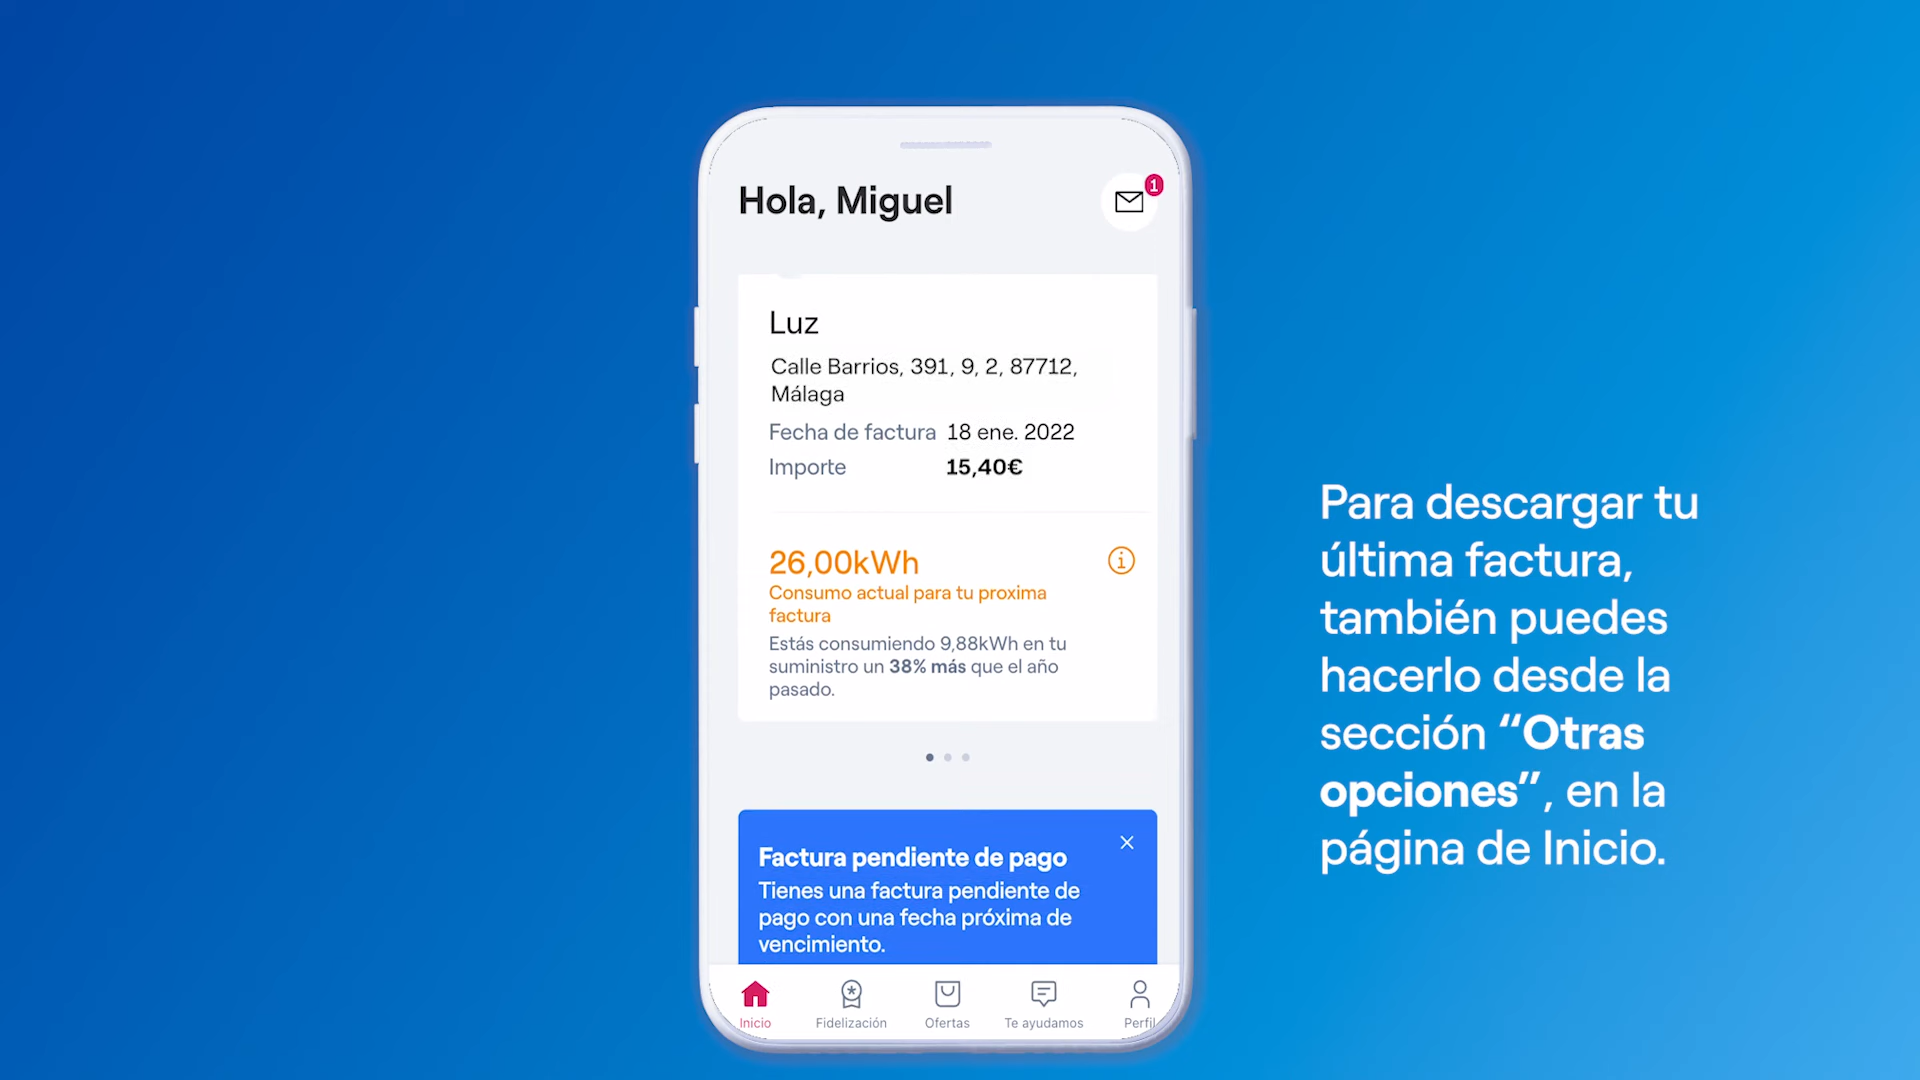 Hola, Miguel
1
Luz
Calle Barrios, 391, 9, 2, 87712,
Málaga
Fecha de factura 18 ene. 2022
Importe 15,40€
26,00kWh
Consumo actual para tu proxima
factura
Estás consumiendo 9,88kWh en tu
suministro un 38% más que el año
pasado.
Factura pendiente de pago
Tienes una factura pendiente de
pago con una fecha próxima de
vencimiento.
Inicio Fidelización Ofertas Te ayudamos Perfil
Para descargar tu
última factura,
también puedes
hacerlo desde la
sección “Otras
opciones”, en la
página de Inicio.